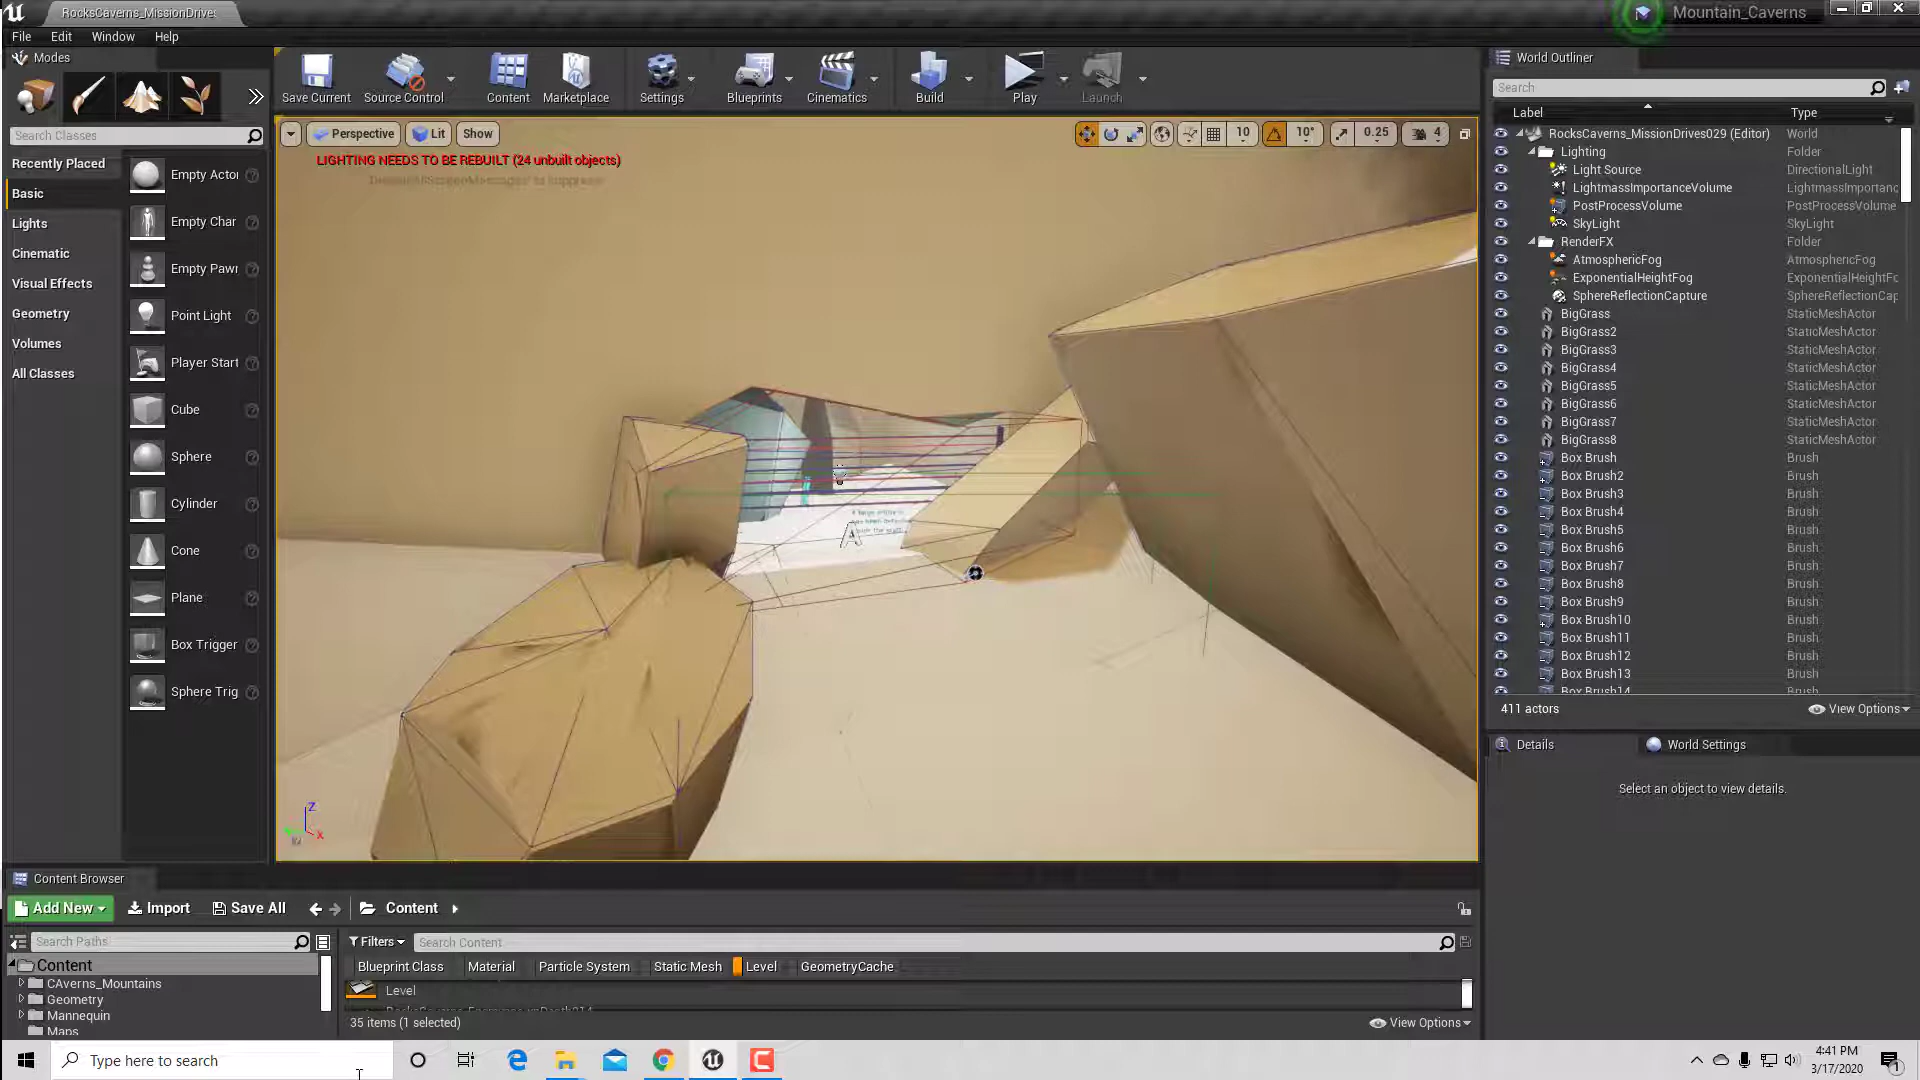 RocksCaverns_MissionDrives
Mountain_Caverns
File Edit Window Help
Modes
Search Classes
Recently Placed
Basic
Lights
Cinematic
Visual Effects
Geometry
Volumes
All Classes
Empty Actor
Empty Char
Empty Pawn
Point Light
Player Start
Cube
Sphere
Cylinder
Cone
Plane
Box Trigger
Sphere Trig
Save Current
Source Control
Content
Marketplace
Settings
Blueprints
Cinematics
Build
Play
Launch
Perspective Lit Show
10 10° 0.25 4
LIGHTING NEEDS TO BE REBUILT (24 unbuilt objects)
A
Z
X
World Outliner
Search
Label Type
RocksCaverns_MissionDrives029 (Editor) World
Lighting Folder
Light Source DirectionalLight
LightmassImportanceVolume LightmassImportanc
PostProcessVolume PostProcessVolume
SkyLight SkyLight
RenderFX Folder
AtmosphericFog AtmosphericFog
ExponentialHeightFog ExponentialHeightFc
SphereReflectionCapture SphereReflectionCap
BigGrass StaticMeshActor
BigGrass2 StaticMeshActor
BigGrass3 StaticMeshActor
BigGrass4 StaticMeshActor
BigGrass5 StaticMeshActor
BigGrass6 StaticMeshActor
BigGrass7 StaticMeshActor
BigGrass8 StaticMeshActor
Box Brush Brush
Box Brush2 Brush
Box Brush3 Brush
Box Brush4 Brush
Box Brush5 Brush
Box Brush6 Brush
Box Brush7 Brush
Box Brush8 Brush
Box Brush9 Brush
Box Brush10 Brush
Box Brush11 Brush
Box Brush12 Brush
Box Brush13 Brush
Box Brush14 Brush
411 actors View Options
Details World Settings
Select an object to view details.
Content Browser
Add New Import Save All Content
Search Paths
Content
CAverns_Mountains
Geometry
Mannequin
Maps
Filters Search Content
Blueprint Class Material Particle System Static Mesh Level GeometryCache
Level
35 items (1 selected) View Options
Type here to search
4:41 PM
3/17/2020
1